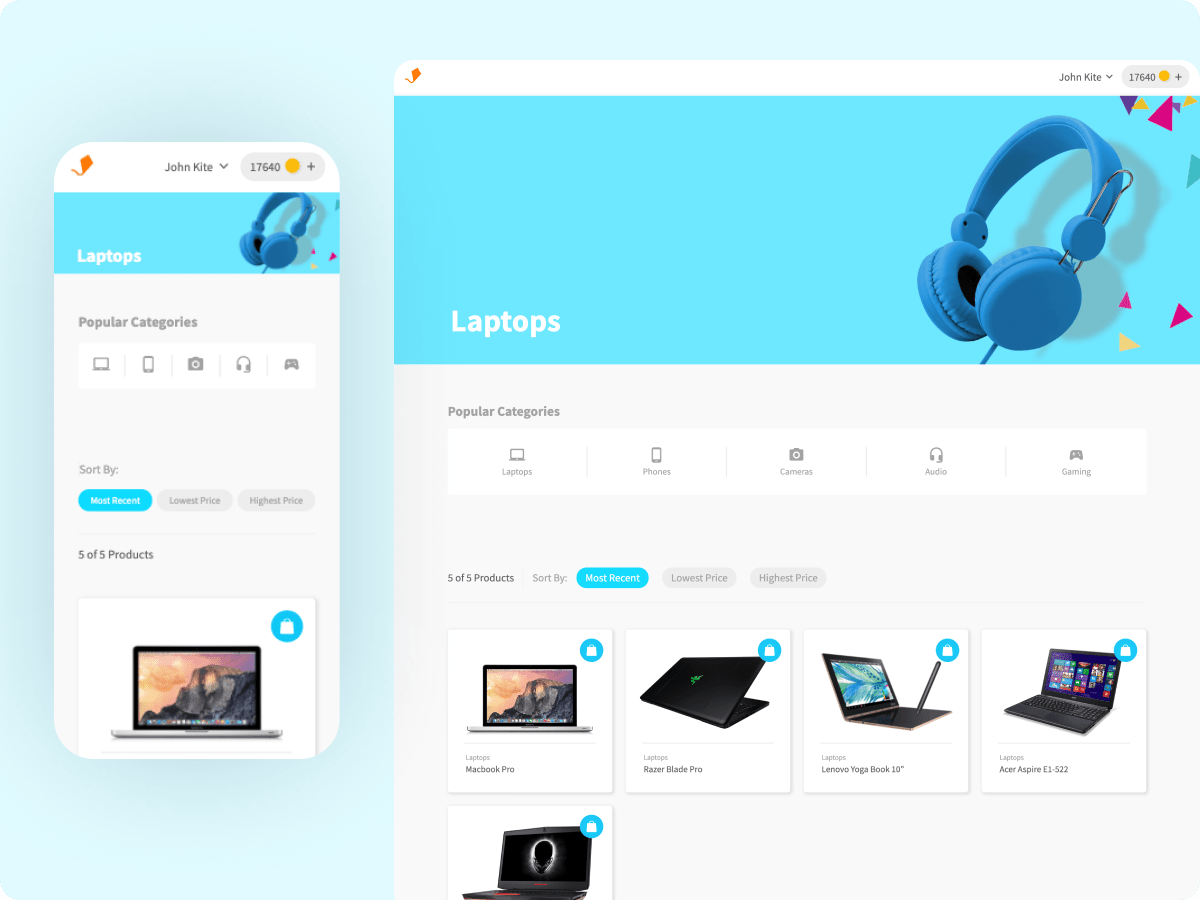 John Kite
17640 +
Laptops
Popular Categories
Sort By:
Most Recent
Lowest Price
Highest Price
5 of 5 Products
John Kite
17640 +
Laptops
Popular Categories
Laptops
Phones
Cameras
Audio
Gaming
5 of 5 Products
Sort By:
Most Recent
Lowest Price
Highest Price
Laptops
Macbook Pro
Laptops
Razer Blade Pro
Laptops
Lenovo Yoga Book 10"
Laptops
Acer Aspire E1-522